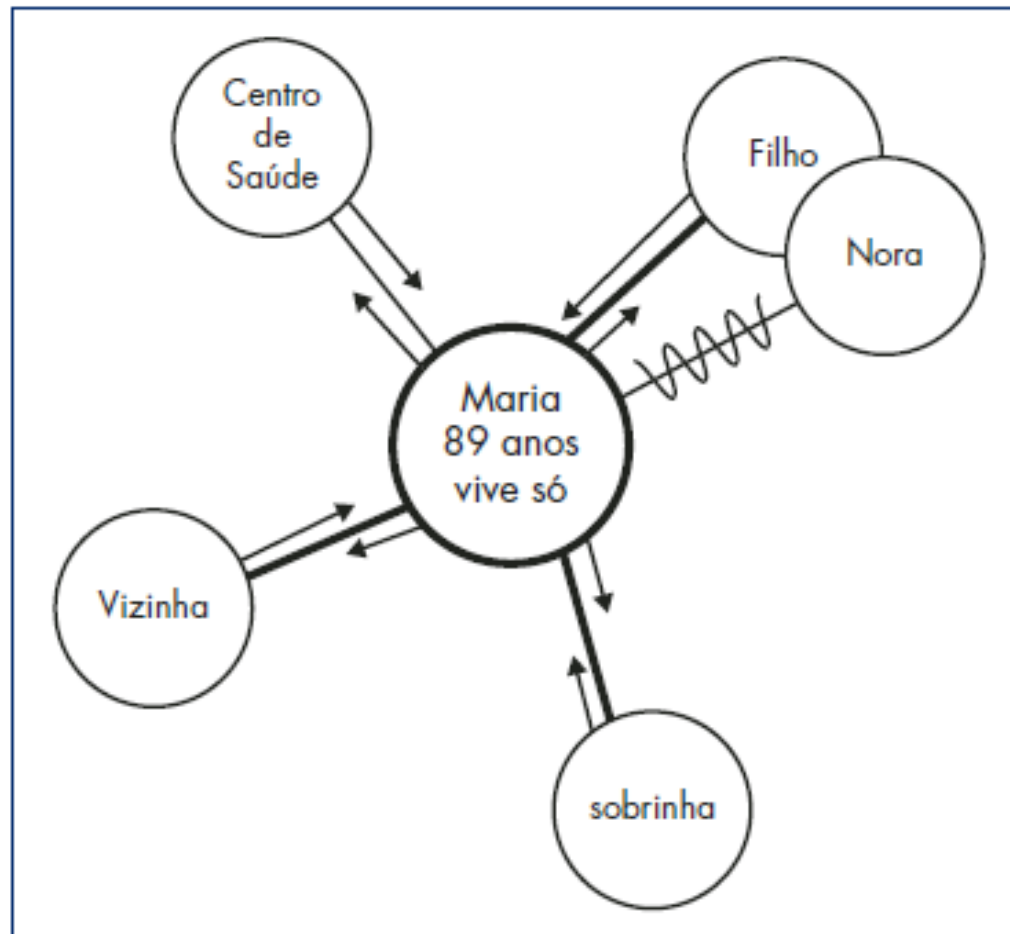 Centro
de
Saúde
Filho
Nora
Maria
89 anos
vive só
Vizinha
sobrinha